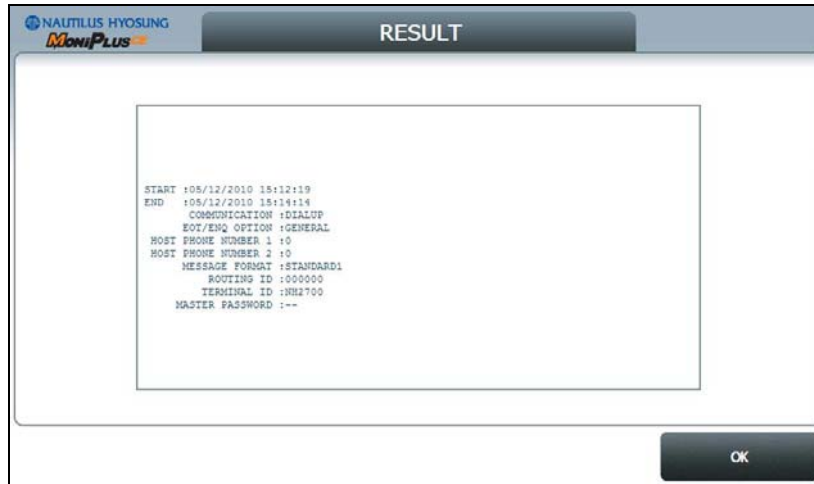 NAUTILUS HYOSUNG
MONiPLUS CE
RESULT
START :05/12/2010 15:12:19
END :05/12/2010 15:14:14
COMMUNICATION :DIALUP
EOT/ENQ OPTION :GENERAL
HOST PHONE NUMBER 1 :0
HOST PHONE NUMBER 2 :0
MESSAGE FORMAT :STANDARD1
ROUTING ID :000000
TERMINAL ID :NH2700
MASTER PASSWORD :--
OK